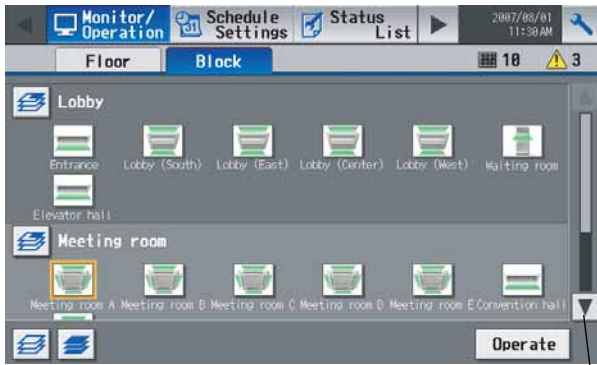 Monitor/
Operation
Schedule
Settings
Status
List
2007/08/01
11:30AM
Floor
Block
10
3
Lobby
Entrance
Lobby (South)
Lobby (East)
Lobby (Center)
Lobby (West)
Waiting room
Elevator hall
Meeting room
Meeting room A
Meeting room B
Meeting room C
Meeting room D
Meeting room E
Convention hall
Operate